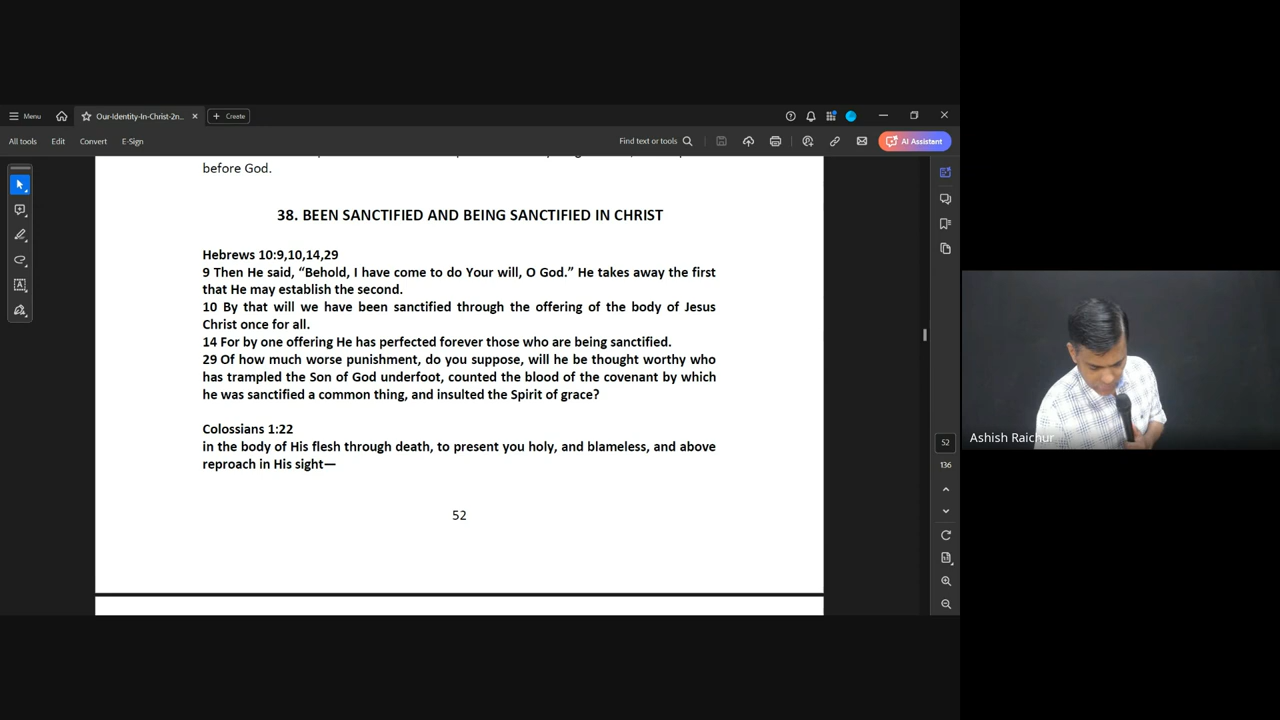 Menu
Our-Identity-In-Christ-2n...
Create
All tools
Edit
Convert
E-Sign
Find text or tools
AI Assistant
before God.
38. BEEN SANCTIFIED AND BEING SANCTIFIED IN CHRIST
Hebrews 10:9,10,14,29
9 Then He said, “Behold, I have come to do Your will, O God.” He takes away the first
that He may establish the second.
10 By that will we have been sanctified through the offering of the body of Jesus
Christ once for all.
14 For by one offering He has perfected forever those who are being sanctified.
29 Of how much worse punishment, do you suppose, will he be thought worthy who
has trampled the Son of God underfoot, counted the blood of the covenant by which
he was sanctified a common thing, and insulted the Spirit of grace?
Colossians 1:22
in the body of His flesh through death, to present you holy, and blameless, and above
reproach in His sight—
52
52
136
Ashish Raichur